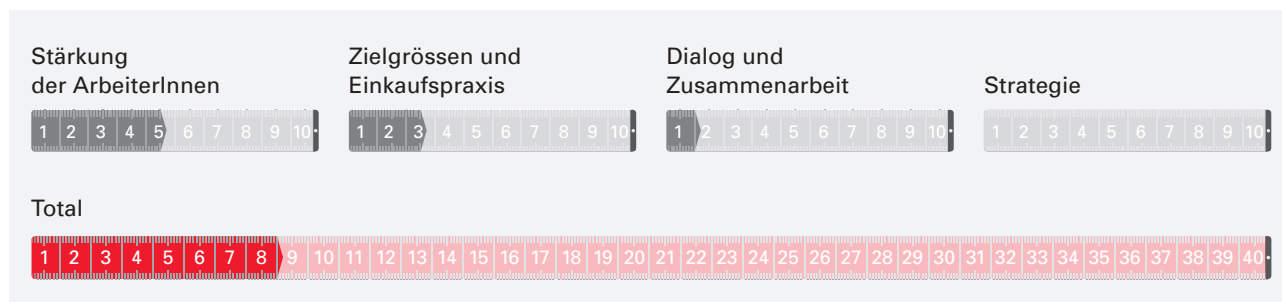 Stärkung
der ArbeiterInnen
1 2 3 4 5 6 7 8 9 10
Zielgrössen und
Einkaufspraxis
1 2 3 4 5 6 7 8 9 10
Dialog und
Zusammenarbeit
1 2 3 4 5 6 7 8 9 10
Strategie
1 2 3 4 5 6 7 8 9 10
Total
1 2 3 4 5 6 7 8 9 10 11 12 13 14 15 16 17 18 19 20 21 22 23 24 25 26 27 28 29 30 31 32 33 34 35 36 37 38 39 40